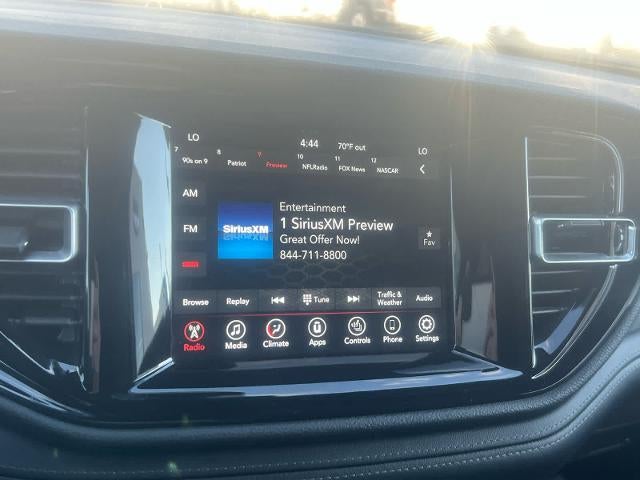 LO 4:44 70°F out LO
7 8 9 10 11 12
90s on 9 Patriot Preview NFLRadio FOX News NASCAR
AM
FM
SiriusXM
Entertainment
1 SiriusXM Preview
Great Offer Now!
844-711-8800
Fav
Browse Replay Tune Traffic & Weather Audio
Radio Media Climate Apps Controls Phone Settings